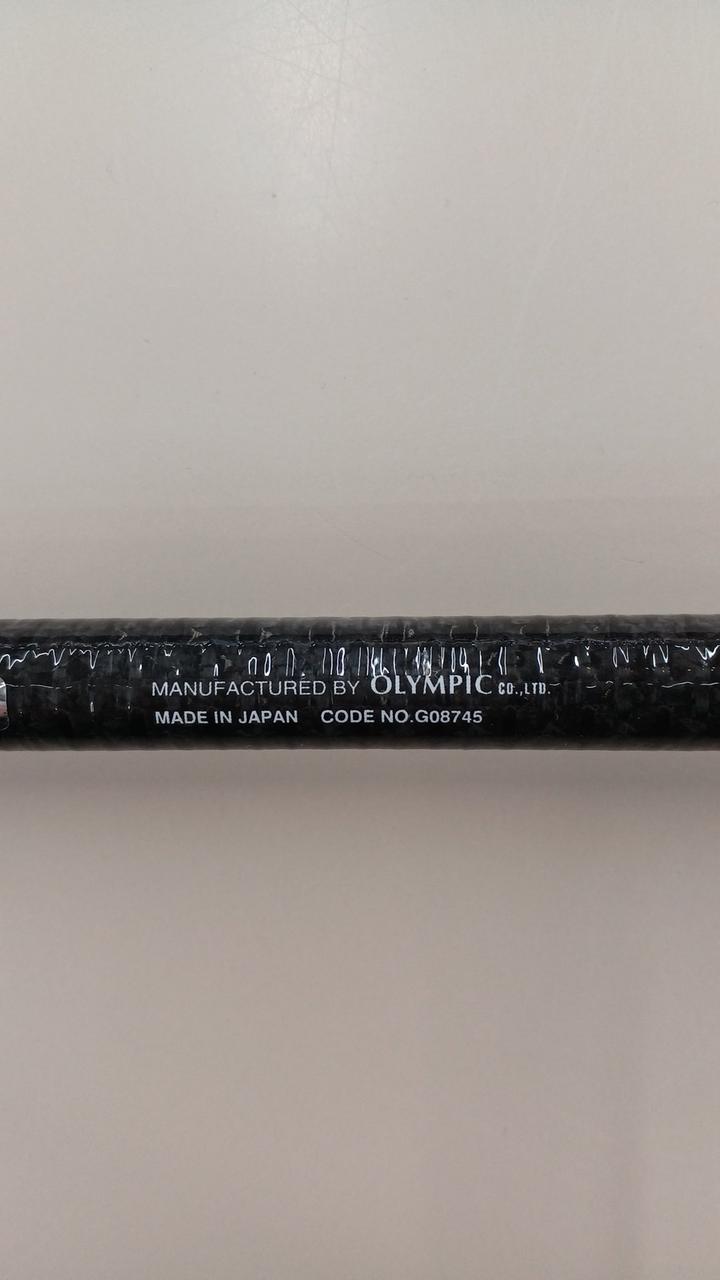 MANUFACTURED BY OLYMPIC CO.,LTD.
MADE IN JAPAN CODE NO.G08745